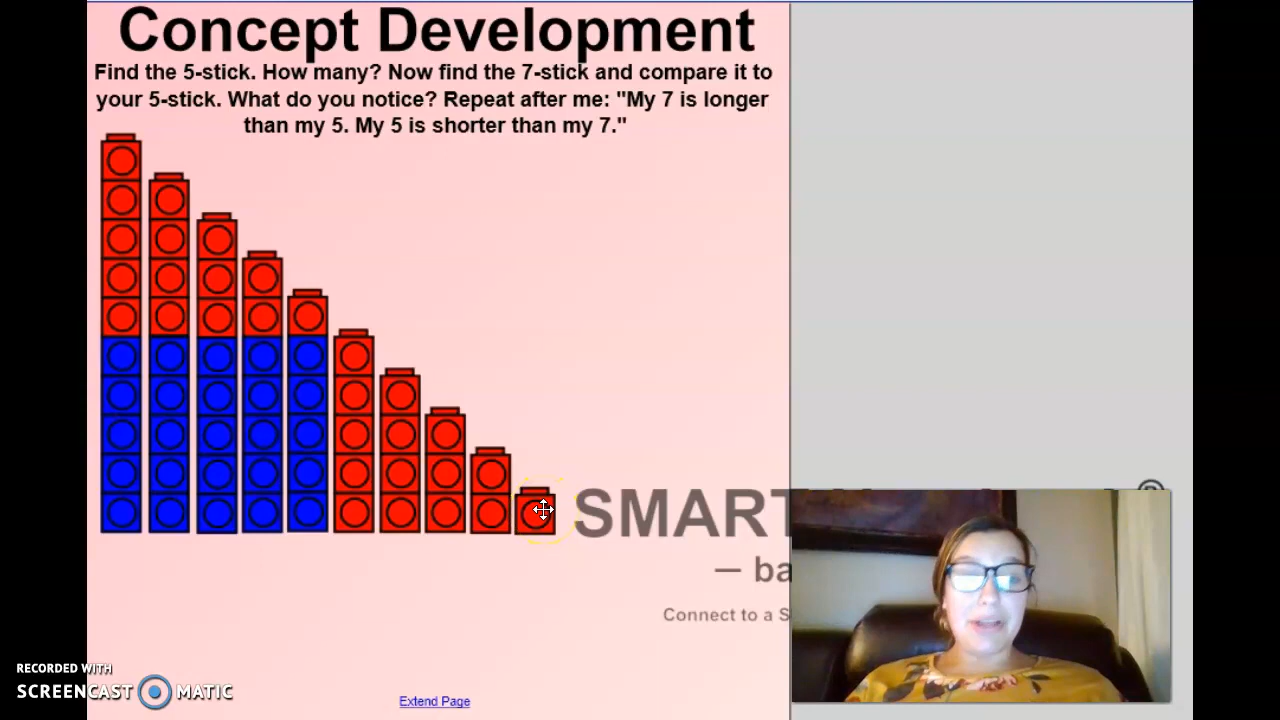 Concept Development
Find the 5-stick. How many? Now find the 7-stick and compare it to
your 5-stick. What do you notice? Repeat after me: "My 7 is longer
than my 5. My 5 is shorter than my 7."
SMART
Connect to a
Extend Page
RECORDED WITH
SCREENCAST MATIC